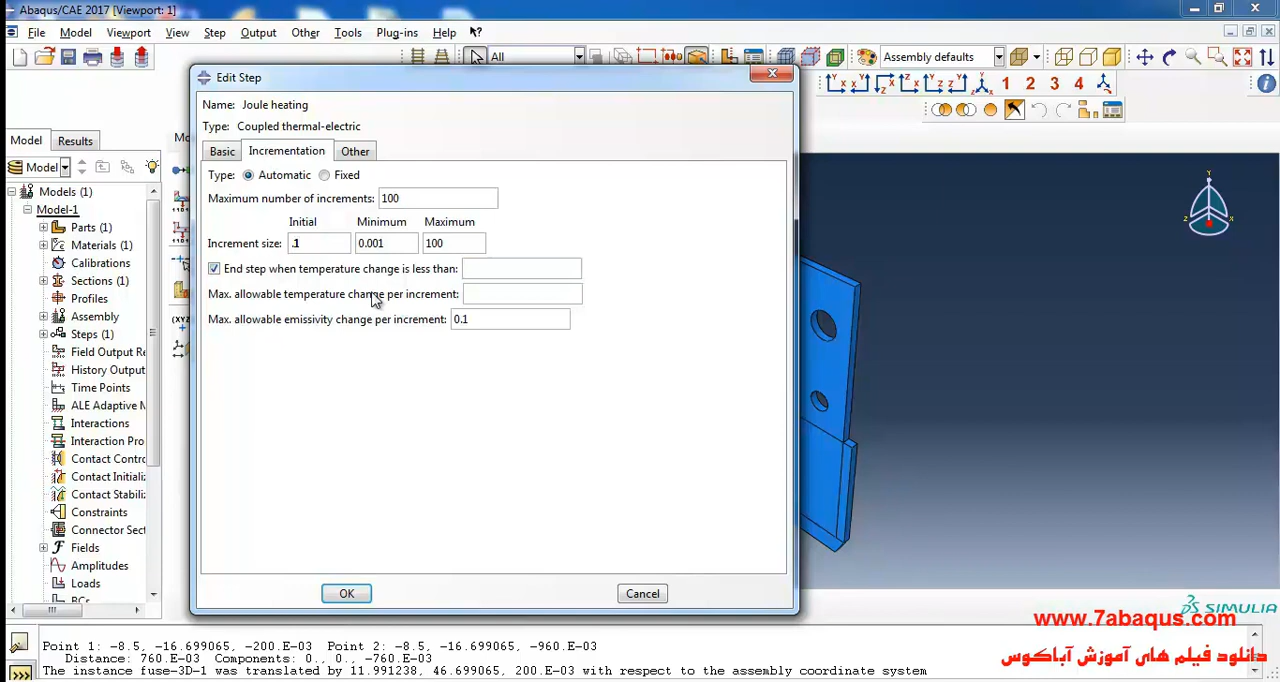 Abaqus/CAE 2017 [Viewport: 1]
File Model Viewport View Step Output Other Tools Plug-ins Help
All
Assembly defaults
1 2 3 4
Edit Step
Name: Joule heating
Type: Coupled thermal-electric
Basic Incrementation Other
Type: Automatic Fixed
Maximum number of increments: 100
Initial Minimum Maximum
Increment size: .1 0.001 100
End step when temperature change is less than:
Max. allowable temperature change per increment:
Max. allowable emissivity change per increment: 0.1
OK Cancel
Model Results
Model
Models (1)
Model-1
Parts (1)
Materials (1)
Calibrations
Sections (1)
Profiles
Assembly
Steps (1)
Field Output Re
History Output
Time Points
ALE Adaptive M
Interactions
Interaction Pro
Contact Control
Contact Initiali
Contact Stabiliz
Constraints
Connector Sect
Fields
Amplitudes
Loads
BCs
Y
Z X
SIMULIA
www.7abaqus.com
دانلود فیلم های آموزش آباکوس
Point 1: -8.5, -16.699065, -200.E-03 Point 2: -8.5, -16.699065, -960.E-03
Distance: 760.E-03 Components: 0., 0., -760.E-03
The instance fuse-3D-1 was translated by 11.991238, 46.699065, 200.E-03 with respect to the assembly coordinate system